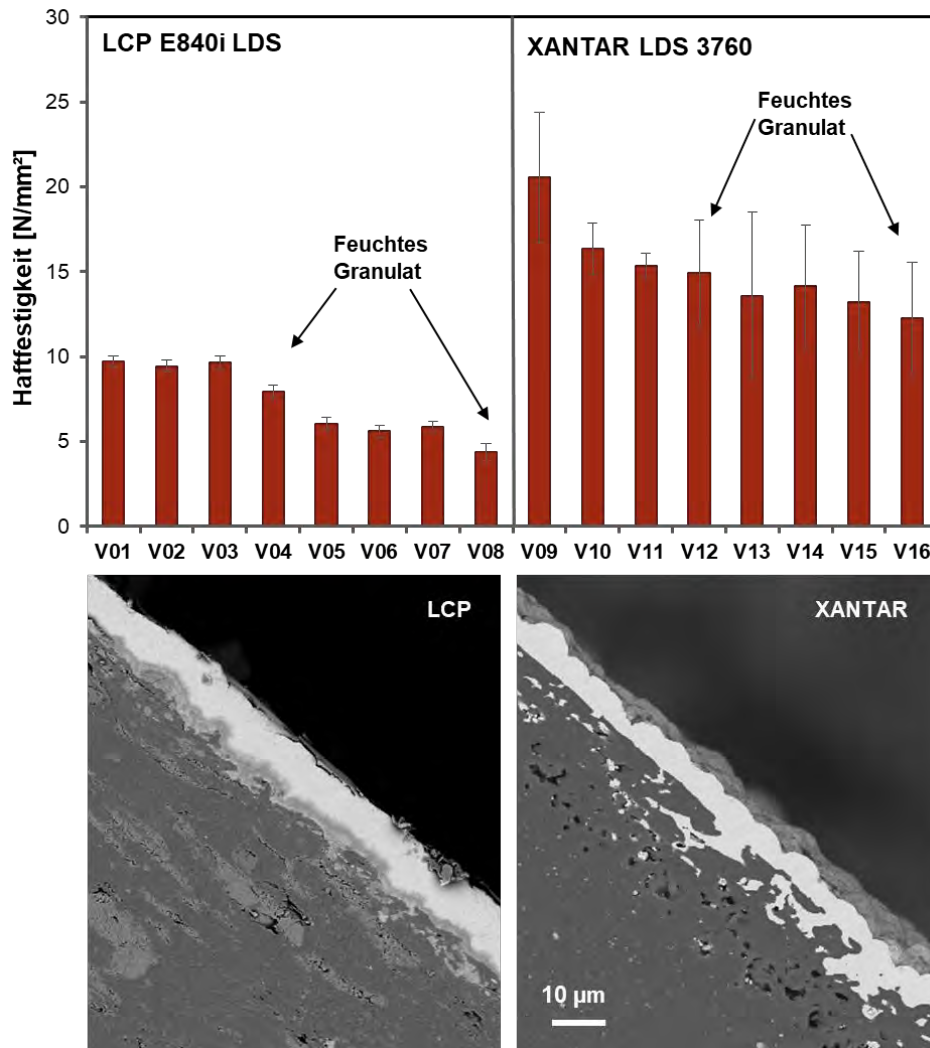 30
25
20
15
10
5
0
Haftfestigkeit [N/mm²]
LCP E840i LDS
Feuchtes
Granulat
XANTAR LDS 3760
Feuchtes
Granulat
V01 V02 V03 V04 V05 V06 V07 V08 V09 V10 V11 V12 V13 V14 V15 V16
LCP
XANTAR
10 µm